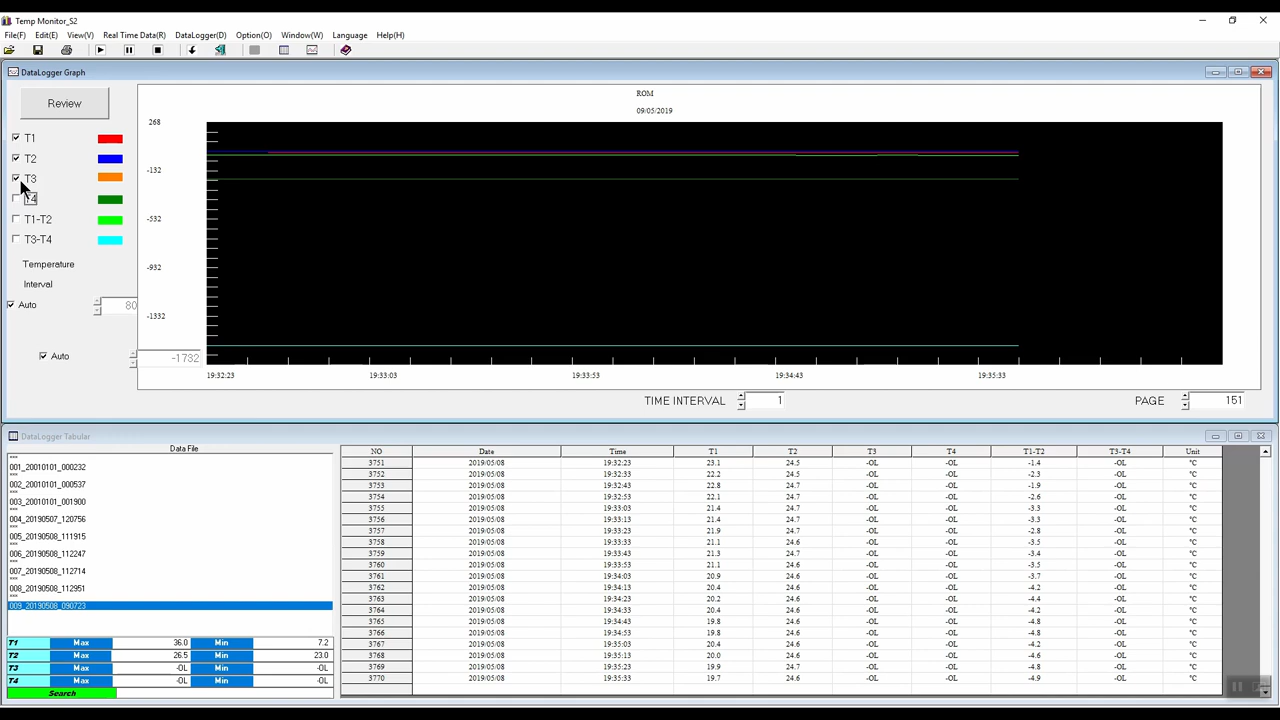 Temp Monitor_S2
File(F) Edit(E) View(V) Real Time Data(R) DataLogger(D) Option(O) Window(W) Language Help(H)
DataLogger Graph
Review
T1
T2
T3
T4
T1-T2
T3-T4
Temperature
Interval
Auto 80
Auto -1732
ROM
09/05/2019
268
-132
-532
-932
-1332
19:32:23 19:33:03 19:33:53 19:34:43 19:35:33
TIME INTERVAL 1 PAGE 151
DataLogger Tabular
Data File
***
001_20010101_000232
***
002_20010101_000537
***
003_20010101_001900
***
004_20190507_120756
***
005_20190508_111915
***
006_20190508_112247
***
007_20190508_112714
***
008_20190508_112951
***
009_20190508_090723
T1 Max 36.0 Min 7.2
T2 Max 26.5 Min 23.0
T3 Max -OL Min -OL
T4 Max -OL Min -OL
Search
NO Date Time T1 T2 T3 T4 T1-T2 T3-T4 Unit
3751 2019/05/08 19:32:23 23.1 24.5 -OL -OL -1.4 -OL °C
3752 2019/05/08 19:32:33 22.2 24.5 -OL -OL -2.3 -OL °C
3753 2019/05/08 19:32:43 22.8 24.7 -OL -OL -1.9 -OL °C
3754 2019/05/08 19:32:53 22.1 24.7 -OL -OL -2.6 -OL °C
3755 2019/05/08 19:33:03 21.4 24.7 -OL -OL -3.3 -OL °C
3756 2019/05/08 19:33:13 21.4 24.7 -OL -OL -3.3 -OL °C
3757 2019/05/08 19:33:23 21.9 24.7 -OL -OL -2.8 -OL °C
3758 2019/05/08 19:33:33 21.1 24.6 -OL -OL -3.5 -OL °C
3759 2019/05/08 19:33:43 21.3 24.7 -OL -OL -3.4 -OL °C
3760 2019/05/08 19:33:53 21.1 24.6 -OL -OL -3.5 -OL °C
3761 2019/05/08 19:34:03 20.9 24.6 -OL -OL -3.7 -OL °C
3762 2019/05/08 19:34:13 20.4 24.6 -OL -OL -4.2 -OL °C
3763 2019/05/08 19:34:23 20.4 24.6 -OL -OL -4.2 -OL °C
3764 2019/05/08 19:34:33 20.4 24.6 -OL -OL -4.2 -OL °C
3765 2019/05/08 19:34:43 19.8 24.6 -OL -OL -4.8 -OL °C
3766 2019/05/08 19:34:53 19.8 24.6 -OL -OL -4.8 -OL °C
3767 2019/05/08 19:35:03 20.4 24.6 -OL -OL -4.2 -OL °C
3768 2019/05/08 19:35:13 20.0 24.6 -OL -OL -4.6 -OL °C
3769 2019/05/08 19:35:23 19.9 24.7 -OL -OL -4.8 -OL °C
3770 2019/05/08 19:35:33 19.7 24.6 -OL -OL -4.9 -OL °C